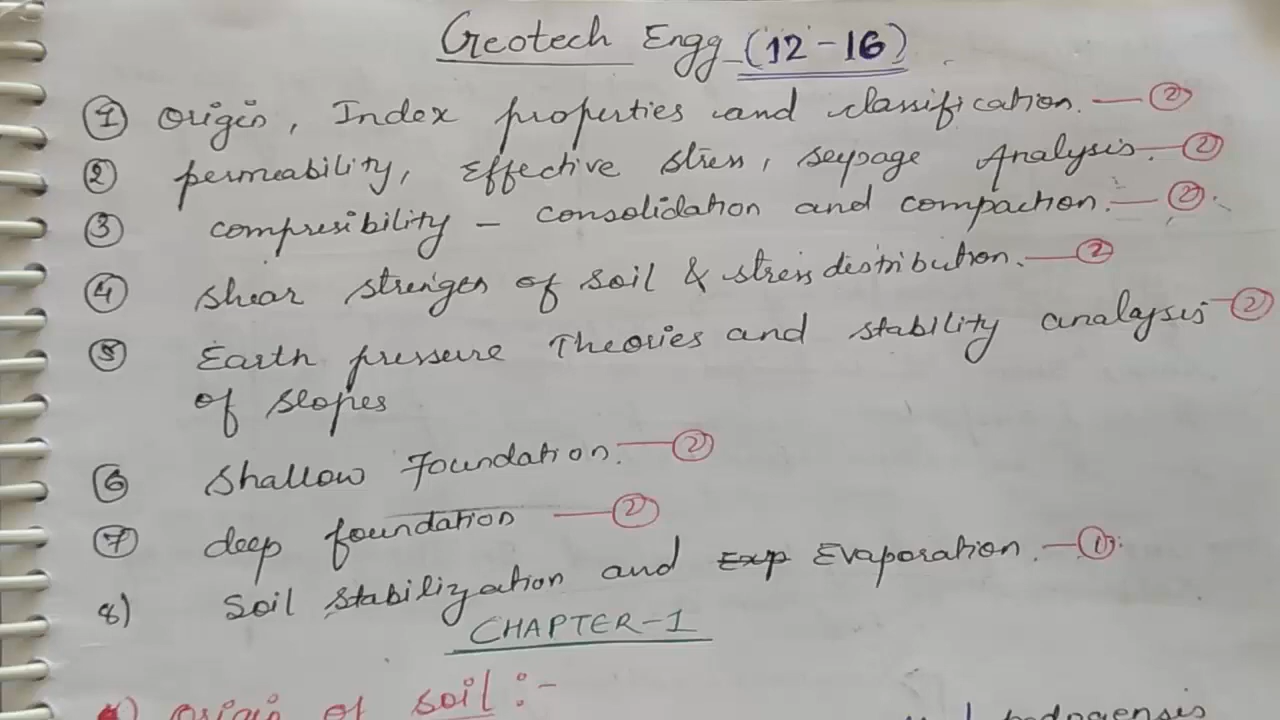 Geotech Engg (12-16)
① Origin, Index properties and classification. — ②
② permeability, Effective stress, seepage Analysis. — ②
③ compresibility - consolidation and compaction. — ②
④ shear strength of soil & stress distribution. — ②
⑤ Earth pressure Theories and stability analysis — ②
of slopes
⑥ Shallow Foundation. — ②
⑦ deep foundation — ②
8) Soil stabilization and Exp Evaporation. — ①
CHAPTER-1
origin of soil :-